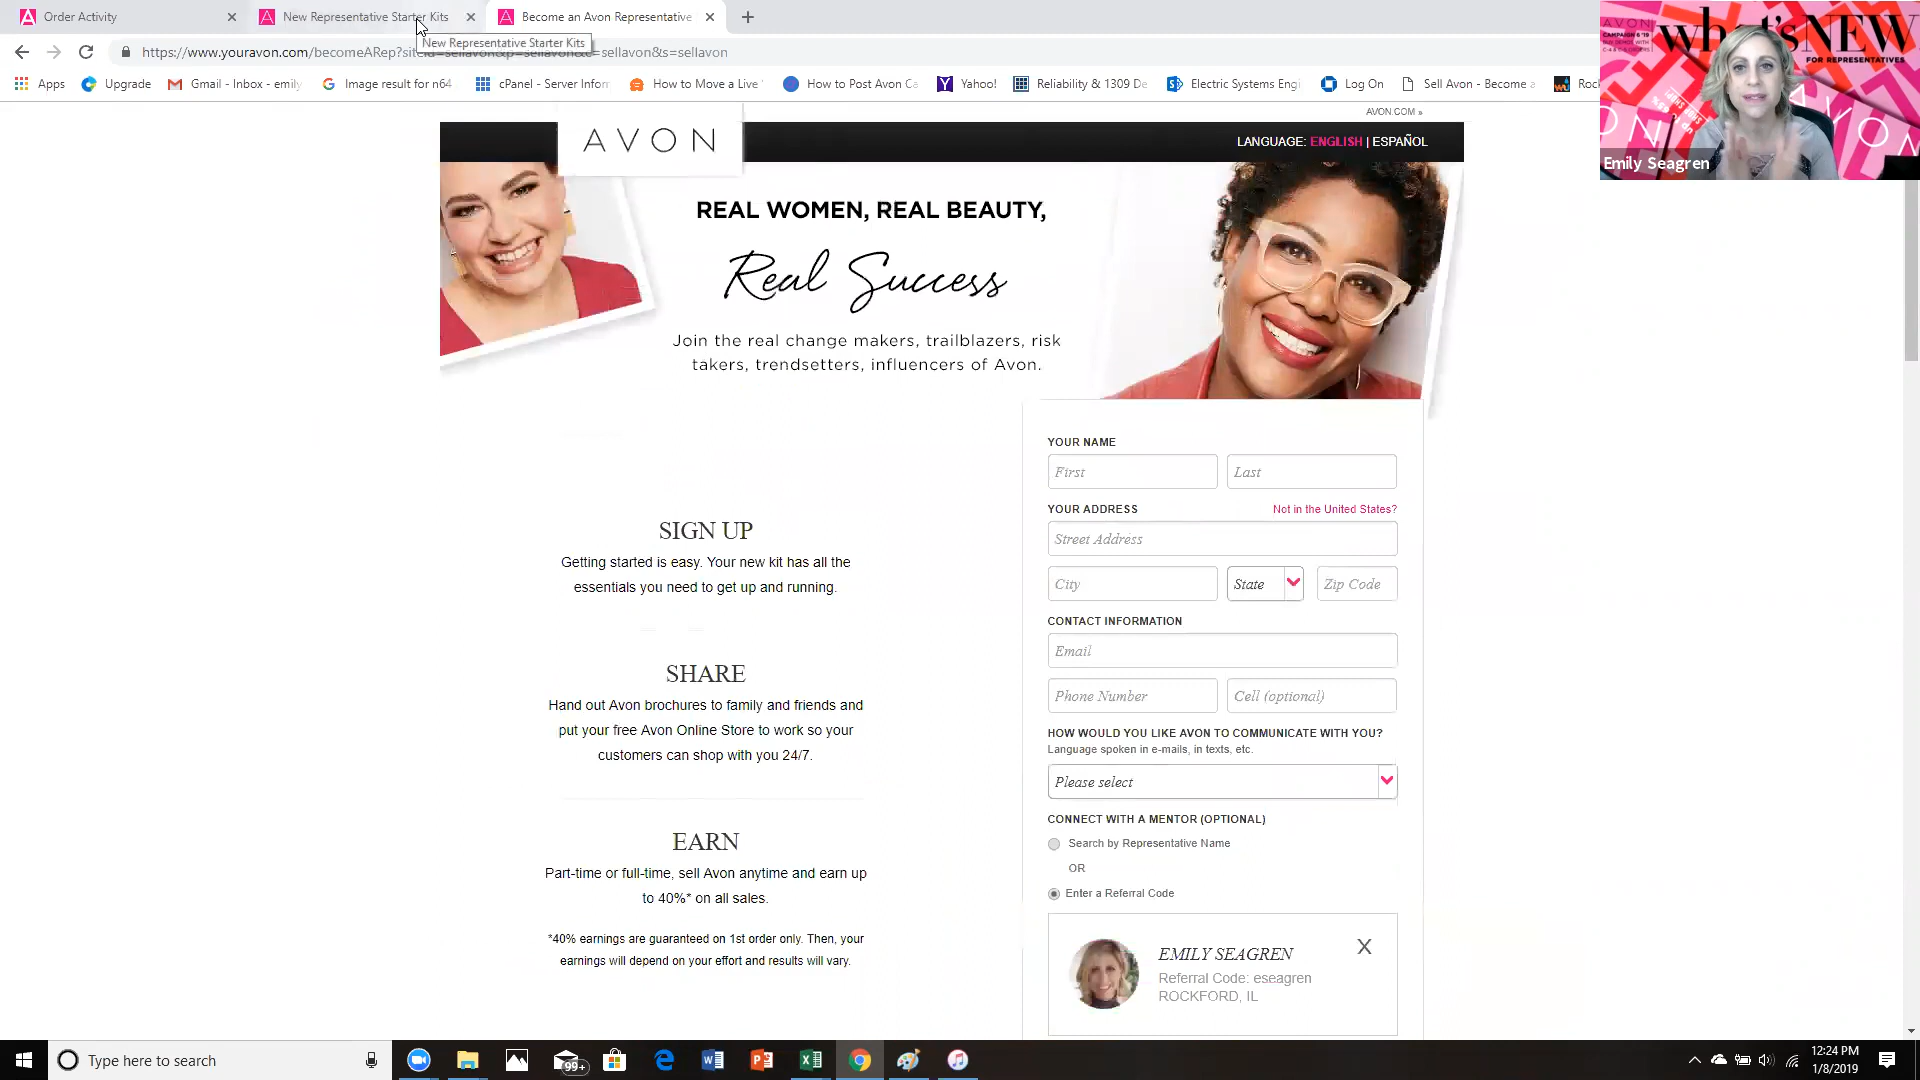 Order Activity
New Representative Starter Kits
Become an Avon Representative
New Representative Starter Kits
https://www.youravon.com/becomeARep?
=sellavon&s=sellavon
Apps
Upgrade
Gmail - Inbox - emily
Image result for n64
cPanel - Server Inforn
How to Move a Live
How to Post Avon Ca
Yahoo!
Reliability & 1309 De
Electric Systems Engi
Log On
Sell Avon - Become a
Rock
AVON
CAMPAIGN 6 '19
what'sNEW
FOR REPRESENTATIVES
Emily Seagren
AVON.COM »
AVON
LANGUAGE: ENGLISH | ESPAÑOL
REAL WOMEN, REAL BEAUTY,
Real Success
Join the real change makers, trailblazers, risk
takers, trendsetters, influencers of Avon.
SIGN UP
Getting started is easy. Your new kit has all the
essentials you need to get up and running.
SHARE
Hand out Avon brochures to family and friends and
put your free Avon Online Store to work so your
customers can shop with you 24/7.
EARN
Part-time or full-time, sell Avon anytime and earn up
to 40%* on all sales.
*40% earnings are guaranteed on 1st order only. Then, your
earnings will depend on your effort and results will vary.
YOUR NAME
First
Last
YOUR ADDRESS
Not in the United States?
Street Address
City
State
Zip Code
CONTACT INFORMATION
Email
Phone Number
Cell (optional)
HOW WOULD YOU LIKE AVON TO COMMUNICATE WITH YOU?
Language spoken in e-mails, in texts, etc.
Please select
CONNECT WITH A MENTOR (OPTIONAL)
Search by Representative Name
OR
Enter a Referral Code
EMILY SEAGREN
X
Referral Code: eseagren
ROCKFORD, IL
Type here to search
99+
12:24 PM
1/8/2019